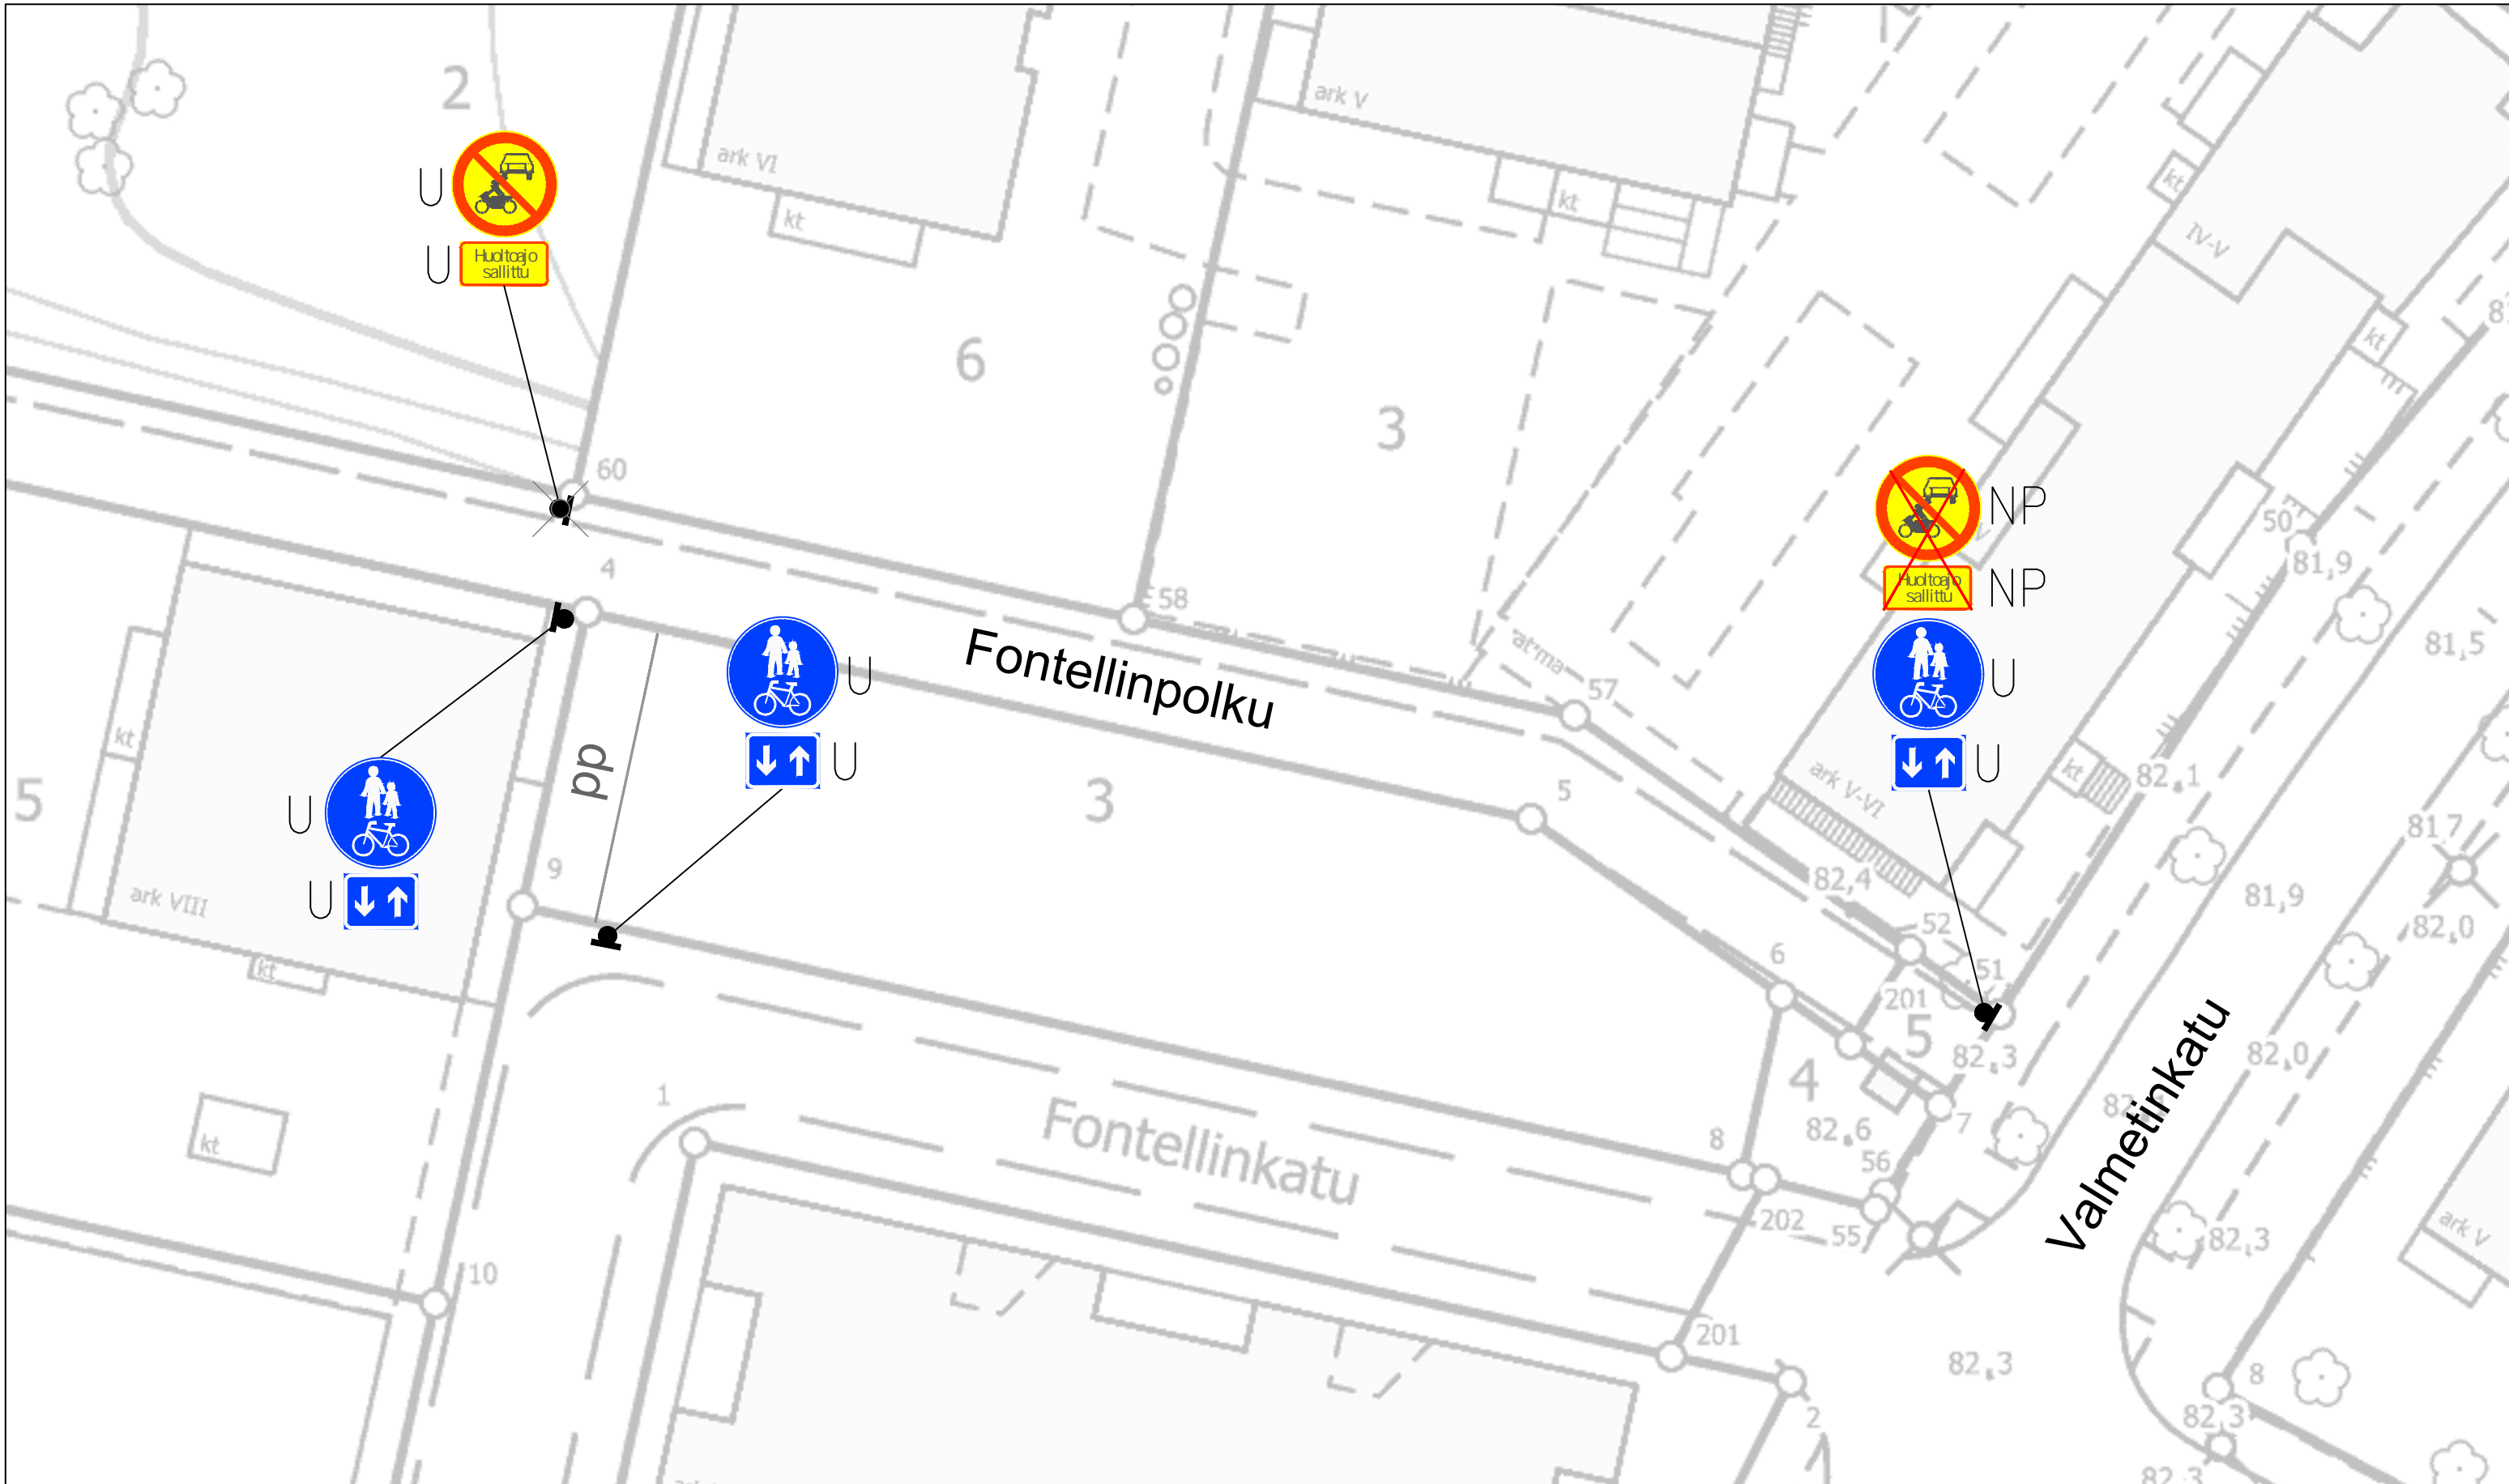 2
ark V
ark VI
kt
kt
kt
U
U
Huoltoajo
sallittu
IV-V
6
kt
3
60
NP
50
81,9
Huoltoajo
sallittu
NP
4
58
at:ma
81,5
Fontellinpolku
57
U
U
kt
pp
U
U
kt
82,1
5
3
5
ark V-VI
U
81,7
9
82,4
81,9
U
ark VIII
52
82,0
6
kt
51
201
5
82,3
82,0
4
1
Fontellinkatu
82,6
7
Valmetinkatu
8
56
kt
202
55
82,3
ark V
10
201
82,3
8
2
82,3
82,3